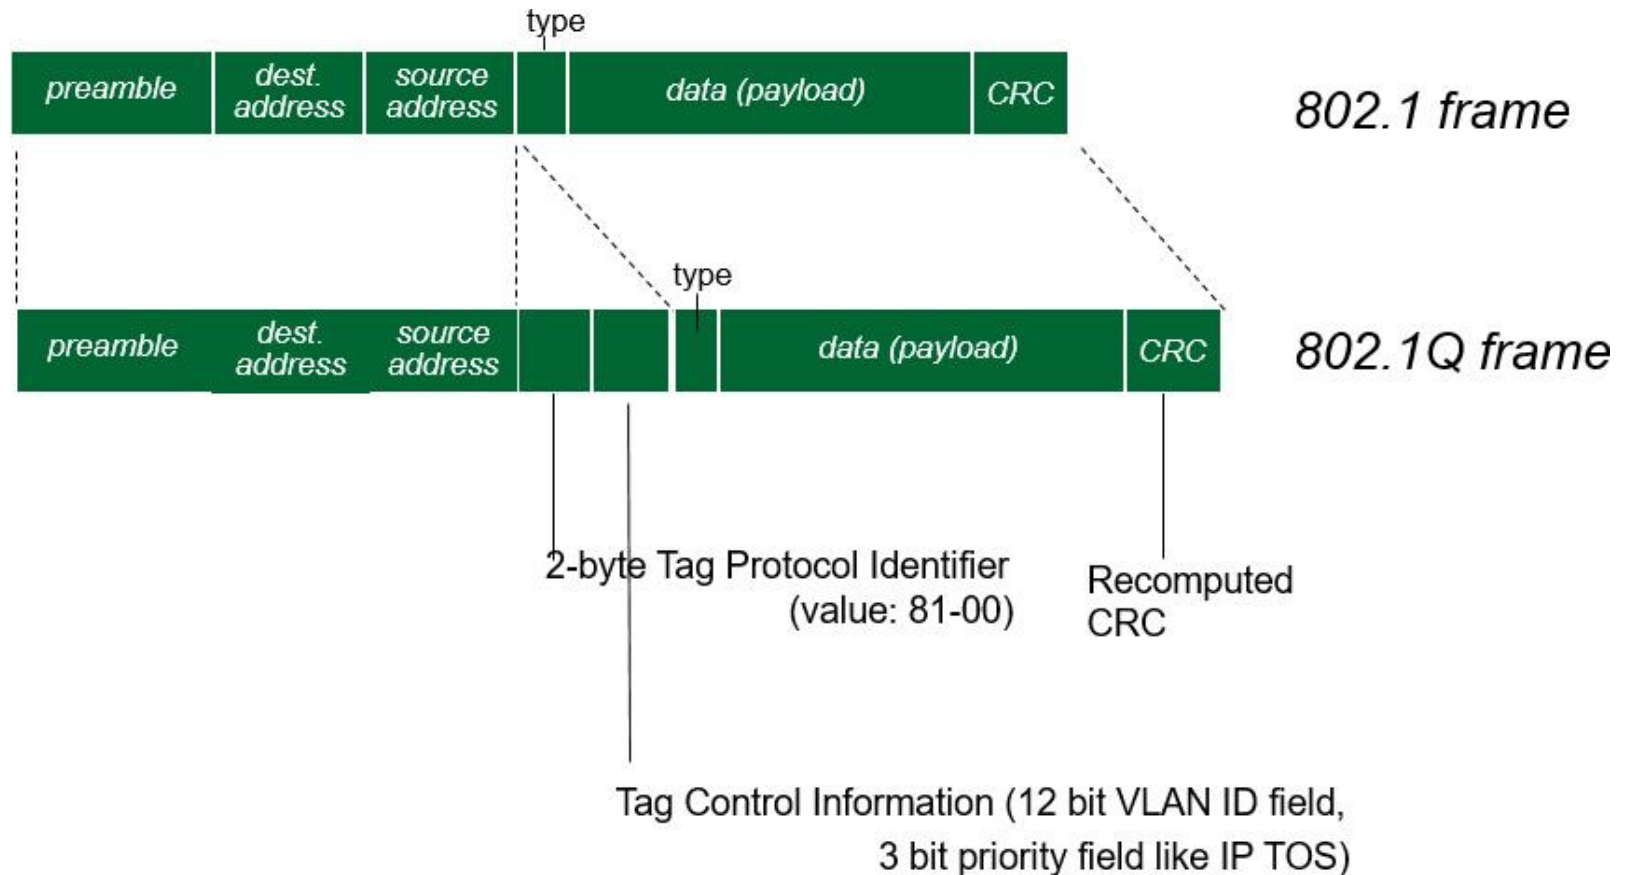 type
preamble
dest.
address
source
address
data (payload)
CRC
802.1 frame
type
preamble
dest.
address
source
address
data (payload)
CRC
802.1Q frame
2-byte Tag Protocol Identifier
(value: 81-00)
Recomputed
CRC
Tag Control Information (12 bit VLAN ID field,
3 bit priority field like IP TOS)